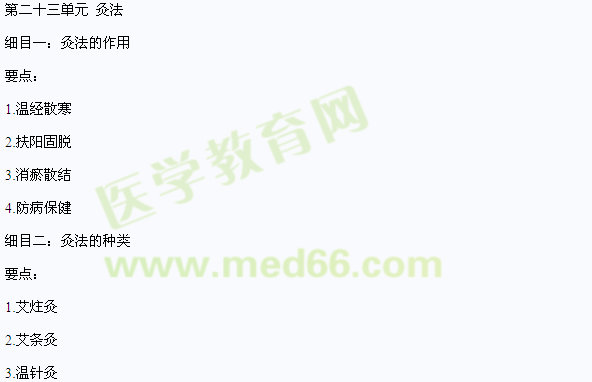 第二十三单元 灸法
细目一：灸法的作用
要点：
1.温经散寒
2.扶阳固脱
3.消瘀散结
4.防病保健
细目二：灸法的种类
要点：
1.艾炷灸
2.艾条灸
3.温针灸
医学教育网
www.med66.com